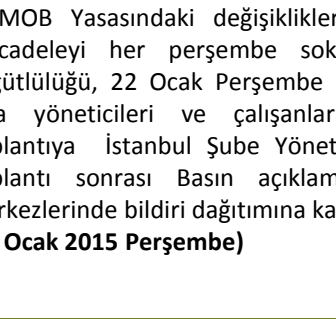 MOB Yasasındaki değişiklikler
cadeleyi her perşembe sok
gütlülüğü, 22 Ocak Perşembe
a yöneticileri ve çalışanlar
plantıya İstanbul Şube Yönet
plantı sonrası Basın açıklam
rkezlerinde bildiri dağıtımına ka
Ocak 2015 Perşembe)